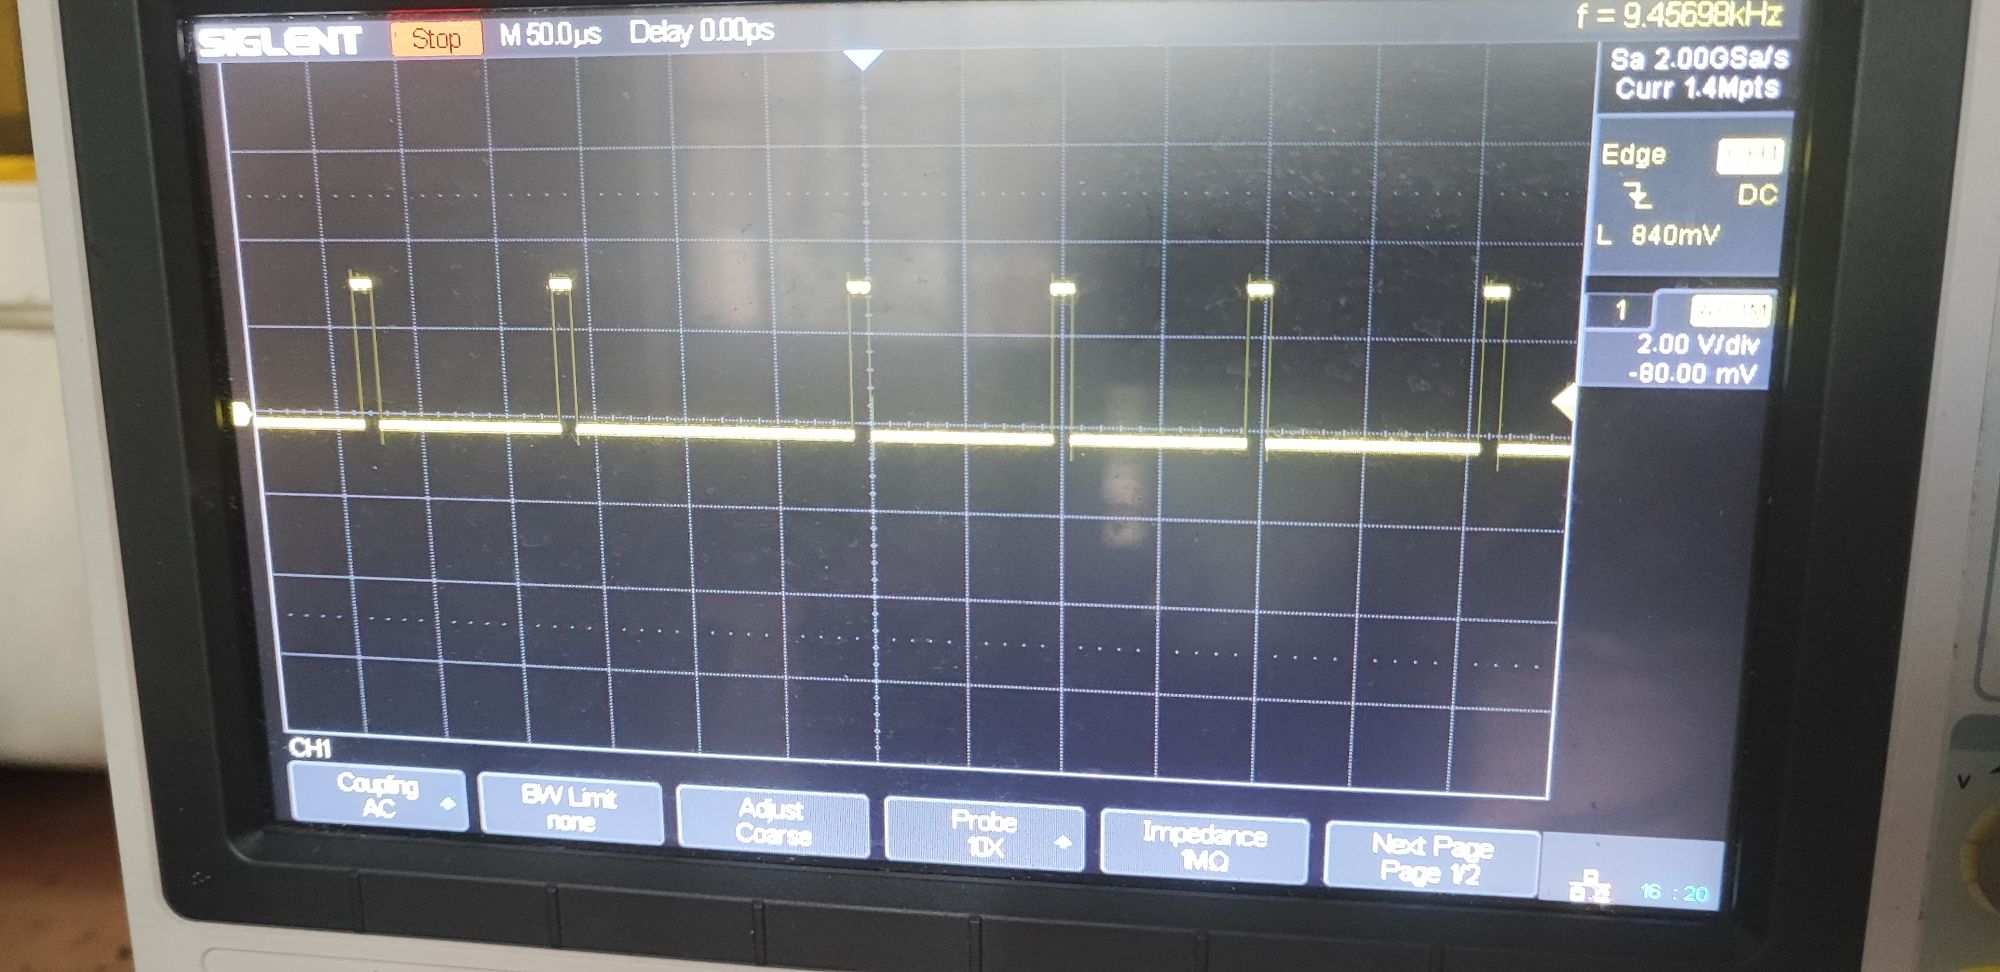 SIGLENT Stop M 50.0µs Delay 0.00ps f = 9.45698kHz
Sa 2.00GSa/s
Curr 1.4Mpts
Edge
DC
L 840mV
1
2.00 V/div
-80.00 mV
CH1
Coupling
AC
BW Limit
none
Adjust
Coarse
Probe
10X
Impedance
1MΩ
Next Page
Page 1/2
16 : 20
V